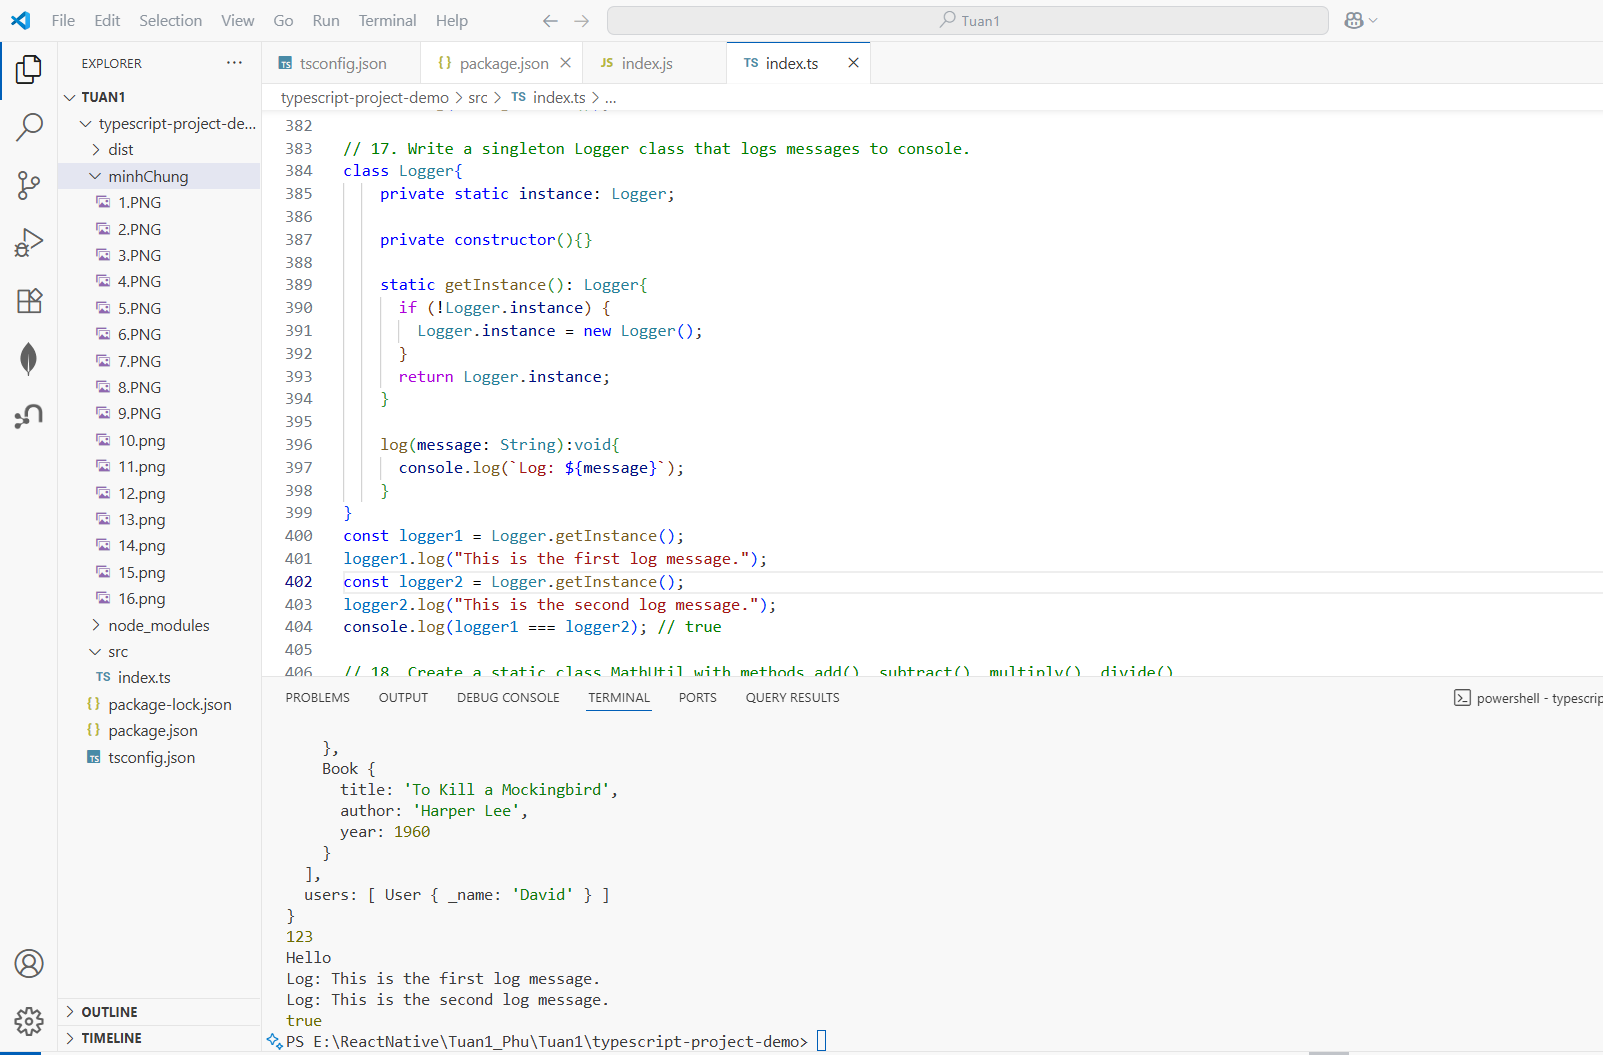 File Edit Selection View Go Run Terminal Help
Tuan1
EXPLORER
TUAN1
typescript-project-de...
dist
minhChung
1.PNG
2.PNG
3.PNG
4.PNG
5.PNG
6.PNG
7.PNG
8.PNG
9.PNG
10.png
11.png
12.png
13.png
14.png
15.png
16.png
node_modules
src
TS index.ts
{} package-lock.json
{} package.json
TS tsconfig.json
OUTLINE
TIMELINE
TS tsconfig.json {} package.json JS index.js TS index.ts
typescript-project-demo > src > TS index.ts > ...
382
383 // 17. Write a singleton Logger class that logs messages to console.
384 class Logger{
385 private static instance: Logger;
386
387 private constructor(){}
388
389 static getInstance(): Logger{
390 if (!Logger.instance) {
391 Logger.instance = new Logger();
392 }
393 return Logger.instance;
394 }
395
396 log(message: String):void{
397 console.log(`Log: ${message}`);
398 }
399 }
400 const logger1 = Logger.getInstance();
401 logger1.log("This is the first log message.");
402 const logger2 = Logger.getInstance();
403 logger2.log("This is the second log message.");
404 console.log(logger1 === logger2); // true
405
406 // 18. Create a static class MathUtil with methods add(), subtract(), multiply(), divide()
PROBLEMS OUTPUT DEBUG CONSOLE TERMINAL PORTS QUERY RESULTS
powershell - typescrip
},
Book {
title: 'To Kill a Mockingbird',
author: 'Harper Lee',
year: 1960
}
],
users: [ User { _name: 'David' } ]
}
123
Hello
Log: This is the first log message.
Log: This is the second log message.
true
PS E:\ReactNative\Tuan1_Phu\Tuan1\typescript-project-demo>